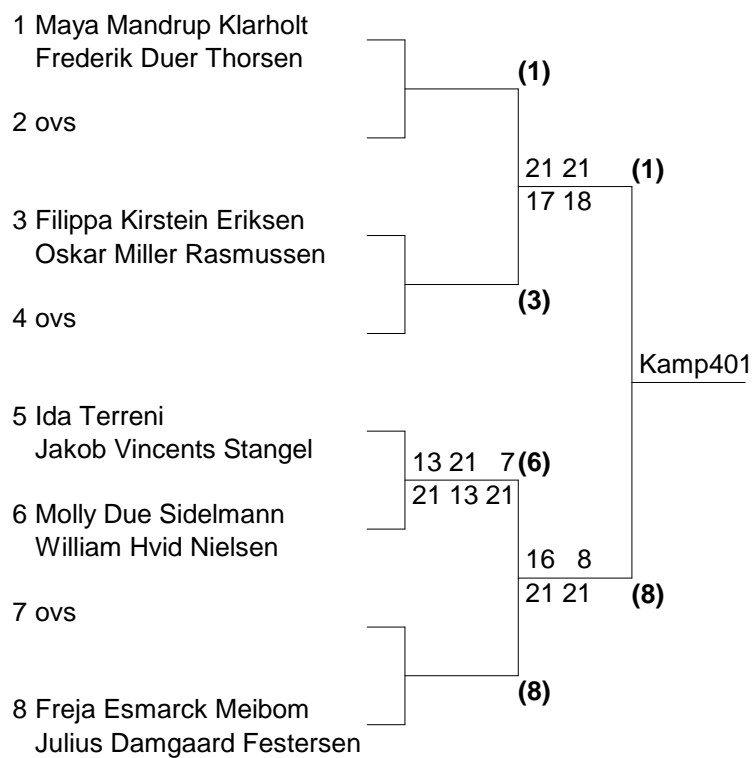 1 Maya Mandrup Klarholt
Frederik Duer Thorsen
(1)
2 ovs
21 21 (1)
17 18
3 Filippa Kirstein Eriksen
Oskar Miller Rasmussen
(3)
4 ovs
Kamp401
5 Ida Terreni
Jakob Vincents Stangel
13 21 7 (6)
21 13 21
6 Molly Due Sidelmann
William Hvid Nielsen
16 8
21 21 (8)
7 ovs
(8)
8 Freja Esmarck Meibom
Julius Damgaard Festersen